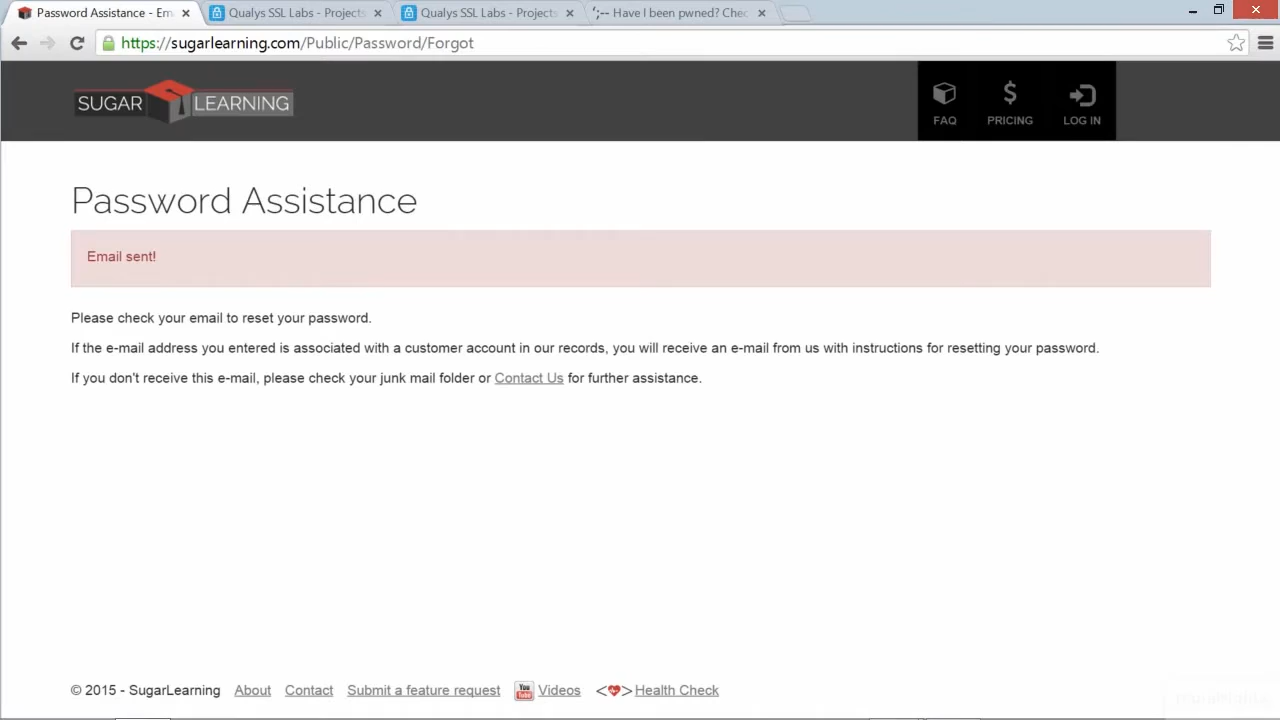 Password Assistance - Em
Qualys SSL Labs - Projects
Qualys SSL Labs - Projects
';-- Have I been pwned? Chec
https://sugarlearning.com/Public/Password/Forgot
SUGAR LEARNING
FAQ
PRICING
LOG IN
Password Assistance
Email sent!
Please check your email to reset your password.
If the e-mail address you entered is associated with a customer account in our records, you will receive an e-mail from us with instructions for resetting your password.
If you don't receive this e-mail, please check your junk mail folder or Contact Us for further assistance.
© 2015 - SugarLearning About Contact Submit a feature request You Tube Videos <> Health Check